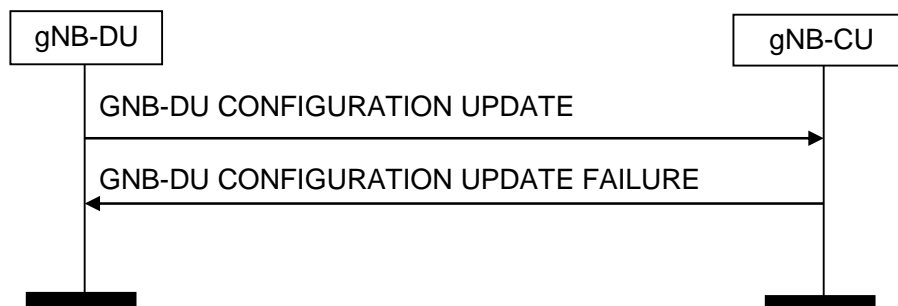 gNB-DU
gNB-CU
GNB-DU CONFIGURATION UPDATE
GNB-DU CONFIGURATION UPDATE FAILURE